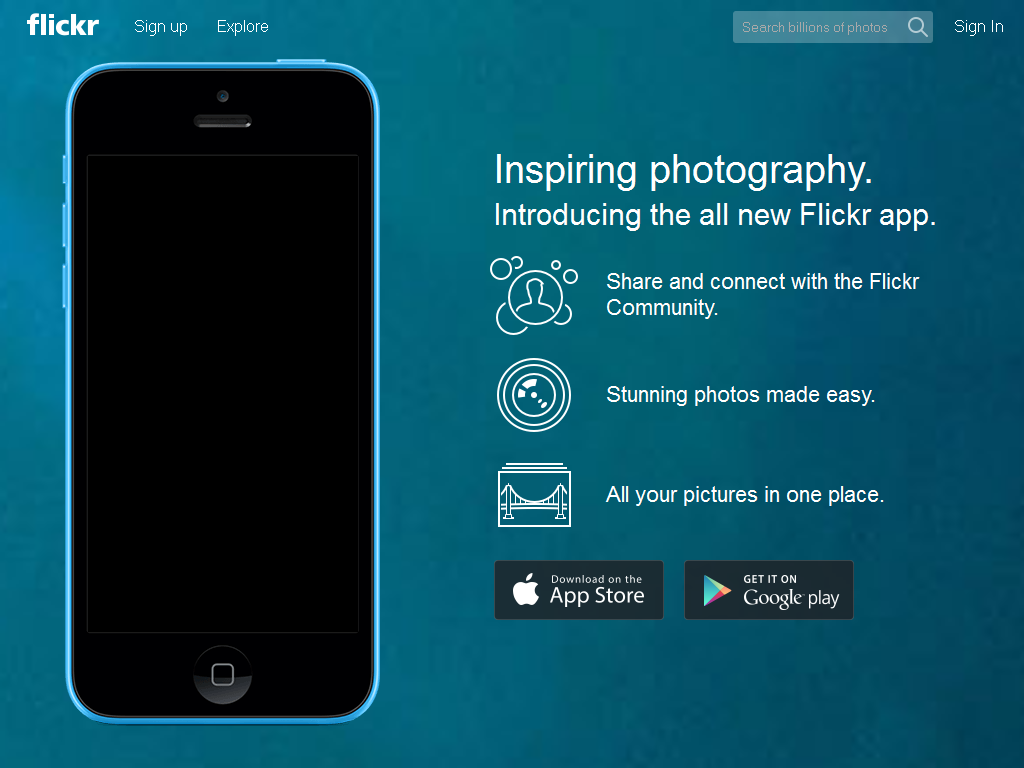 flickr Sign up Explore Search billions of photos Sign In
Inspiring photography.
Introducing the all new Flickr app.
Share and connect with the Flickr
Community.
Stunning photos made easy.
All your pictures in one place.
Download on the
App Store
GET IT ON
Google play